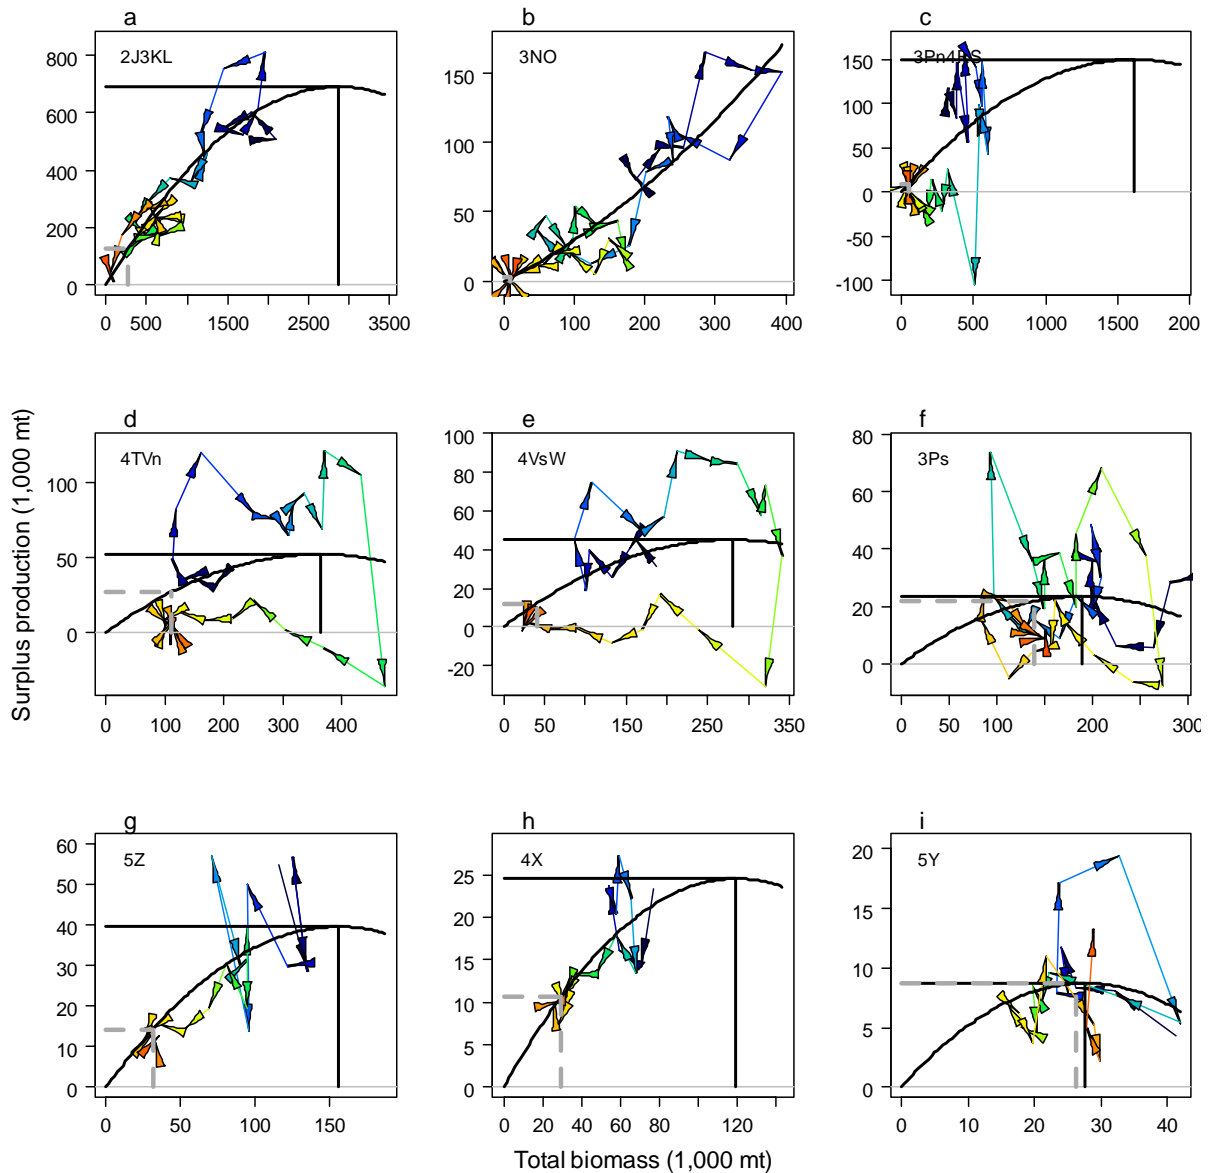 a b c
2J3KL 3NO 3Pn4RS
800
600
400
200
0
150
100
50
0
150
100
50
0
-50
-100
0 500 1500 2500 3500
0 100 200 300 400
0 500 1000 1500 200
d e f
4TVn 4VsW 3Ps
100
50
0
100
80
60
40
20
0
-20
80
60
40
20
0
0 100 200 300 400
0 50 150 250 350
0 100 200 300
Surplus production (1,000 mt)
g h i
5Z 4X 5Y
60
50
40
30
20
10
0
25
20
15
10
5
0
20
15
10
5
0
0 50 100 150
0 20 40 60 80 120
0 10 20 30 40
Total biomass (1,000 mt)